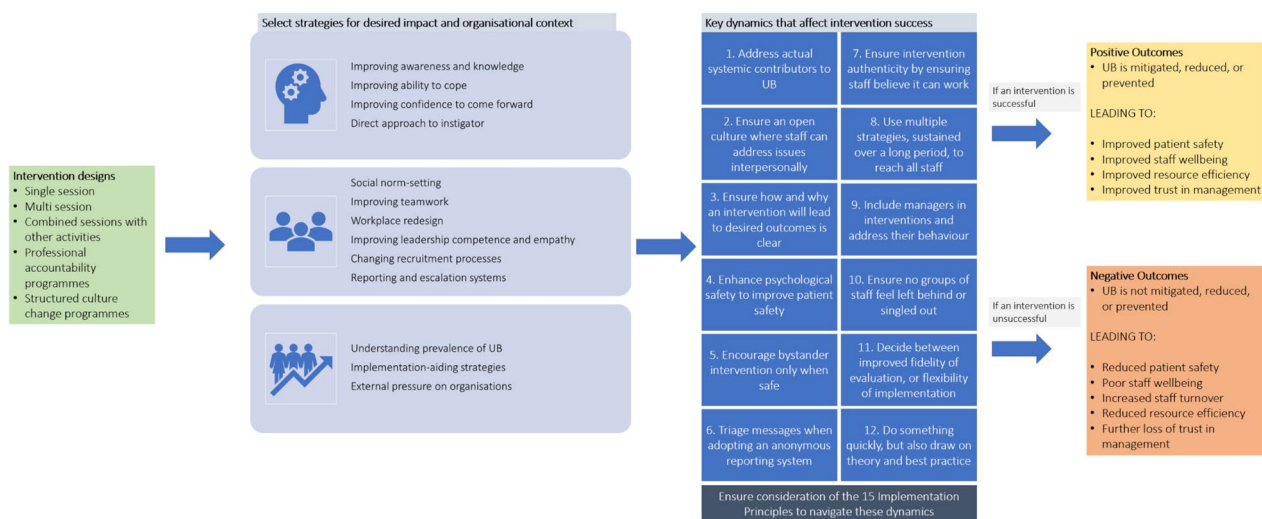 Intervention designs
• Single session
• Multi session
• Combined sessions with
other activities
• Professional
accountability
programmes
• Structured culture
change programmes
Select strategies for desired impact and organisational context
Improving awareness and knowledge
Improving ability to cope
Improving confidence to come forward
Direct approach to instigator
Social norm-setting
Improving teamwork
Workplace redesign
Improving leadership competence and empathy
Changing recruitment processes
Reporting and escalation systems
Understanding prevalence of UB
Implementation-aiding strategies
External pressure on organisations
Key dynamics that affect intervention success
1. Address actual
systemic contributors to
UB
2. Ensure an open
culture where staff can
address issues
interpersonally
3. Ensure how and why
an intervention will lead
to desired outcomes is
clear
4. Enhance psychological
safety to improve patient
safety
5. Encourage bystander
intervention only when
safe
6. Triage messages when
adopting an anonymous
reporting system
7. Ensure intervention
authenticity by ensuring
staff believe it can work
8. Use multiple
strategies, sustained
over a long period, to
reach all staff
9. Include managers in
interventions and
address their behaviour
10. Ensure no groups of
staff feel left behind or
singled out
11. Decide between
improved fidelity of
evaluation, or flexibility
of implementation
12. Do something
quickly, but also draw on
theory and best practice
Ensure consideration of the 15 Implementation
Principles to navigate these dynamics
If an intervention is
successful
Positive Outcomes
• UB is mitigated, reduced, or
prevented
LEADING TO:
• Improved patient safety
• Improved staff wellbeing
• Improved resource efficiency
• Improved trust in management
If an intervention is
unsuccessful
Negative Outcomes
• UB is not mitigated, reduced,
or prevented
LEADING TO:
• Reduced patient safety
• Poor staff wellbeing
• Increased staff turnover
• Reduced resource efficiency
• Further loss of trust in
management